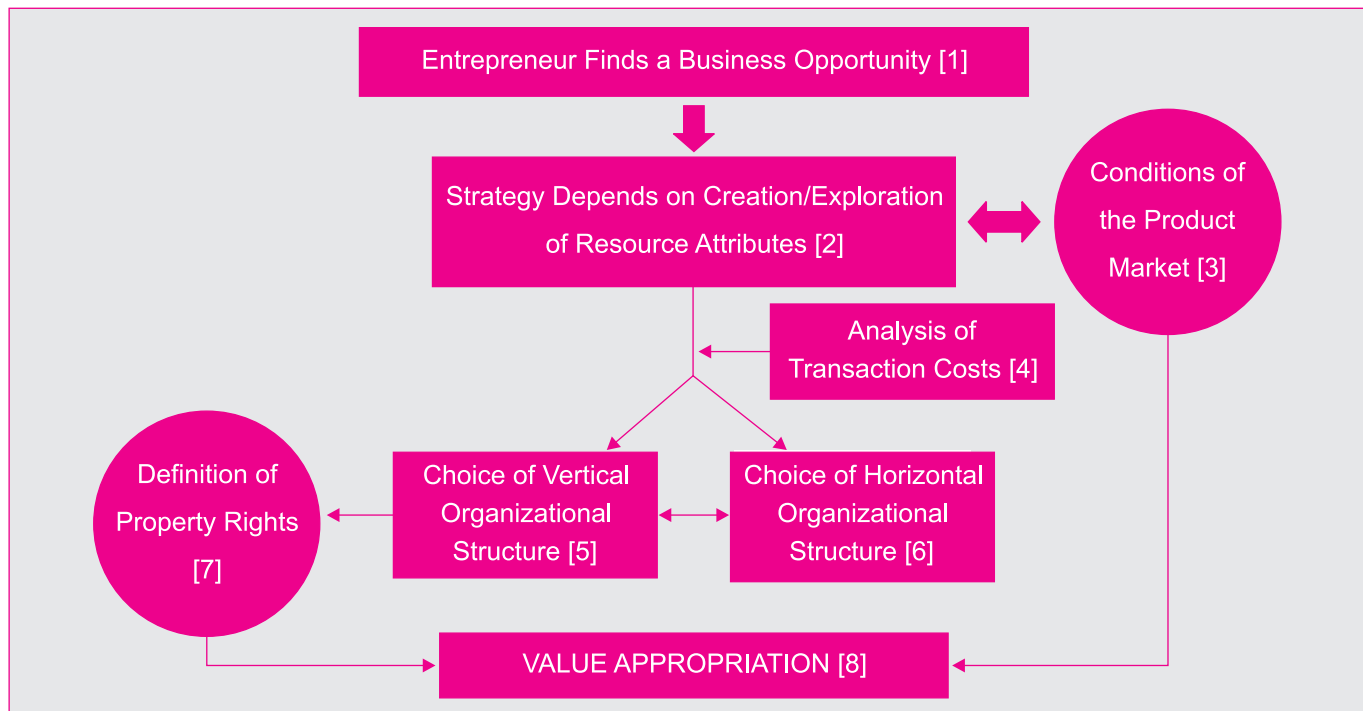 Entrepreneur Finds a Business Opportunity [1]
Strategy Depends on Creation/Exploration
of Resource Attributes [2]
Conditions of
the Product
Market [3]
Analysis of
Transaction Costs [4]
Choice of Vertical
Organizational
Structure [5]
Choice of Horizontal
Organizational
Structure [6]
Definition of
Property Rights
[7]
VALUE APPROPRIATION [8]